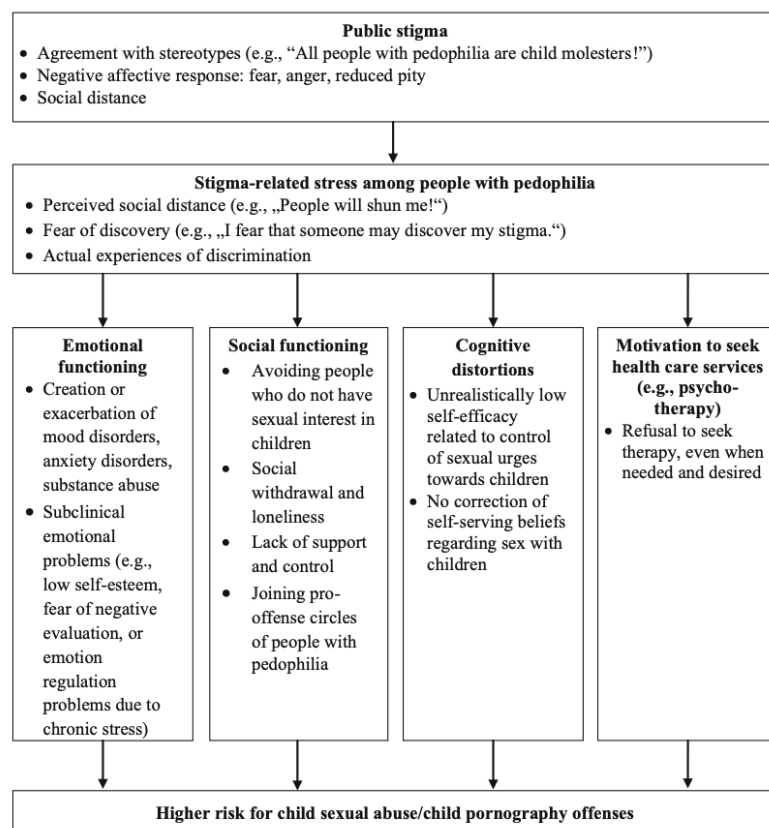 Public stigma
• Agreement with stereotypes (e.g., “All people with pedophilia are child molesters!”)
• Negative affective response: fear, anger, reduced pity
• Social distance
Stigma-related stress among people with pedophilia
• Perceived social distance (e.g., „People will shun me!“)
• Fear of discovery (e.g., „I fear that someone may discover my stigma.“)
• Actual experiences of discrimination
Emotional
functioning
• Creation or
exacerbation of
mood disorders,
anxiety disorders,
substance abuse
• Subclinical
emotional
problems (e.g.,
low self-esteem,
fear of negative
evaluation, or
emotion
regulation
problems due to
chronic stress)
Social functioning
• Avoiding people
who do not have
sexual interest in
children
• Social
withdrawal and
loneliness
• Lack of support
and control
• Joining pro-
offense circles
of people with
pedophilia
Cognitive
distortions
• Unrealistically low
self-efficacy
related to control
of sexual urges
towards children
• No correction of
self-serving beliefs
regarding sex with
children
Motivation to seek
health care services
(e.g., psycho-
therapy)
• Refusal to seek
therapy, even when
needed and desired
Higher risk for child sexual abuse/child pornography offenses